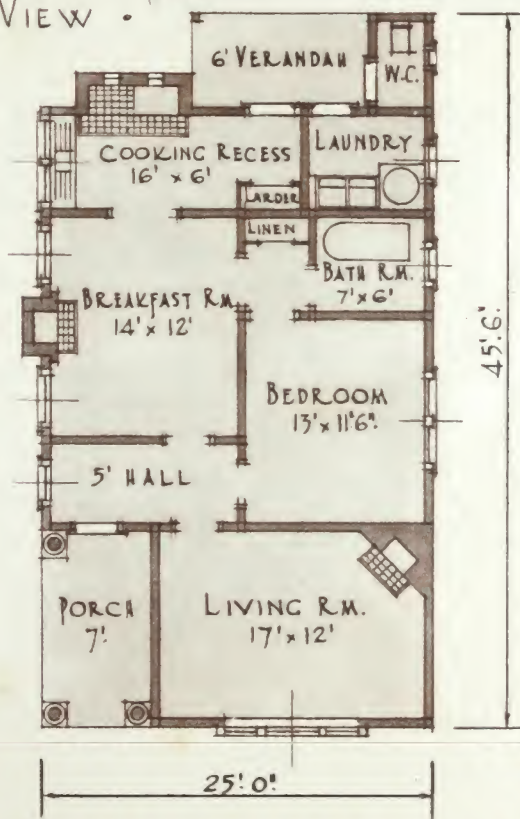 VIEW .
6' VERANDAH
W.C.
COOKING RECESS
16' x 6'
LAUNDRY
LARDER
LINEN
BATH RM.
7' x 6'
BREAKFAST RM
14' x 12'
BEDROOM
13' x 11'6".
5' HALL
PORCH
7'.
LIVING RM.
17' x 12'
45'.6".
25'.0".